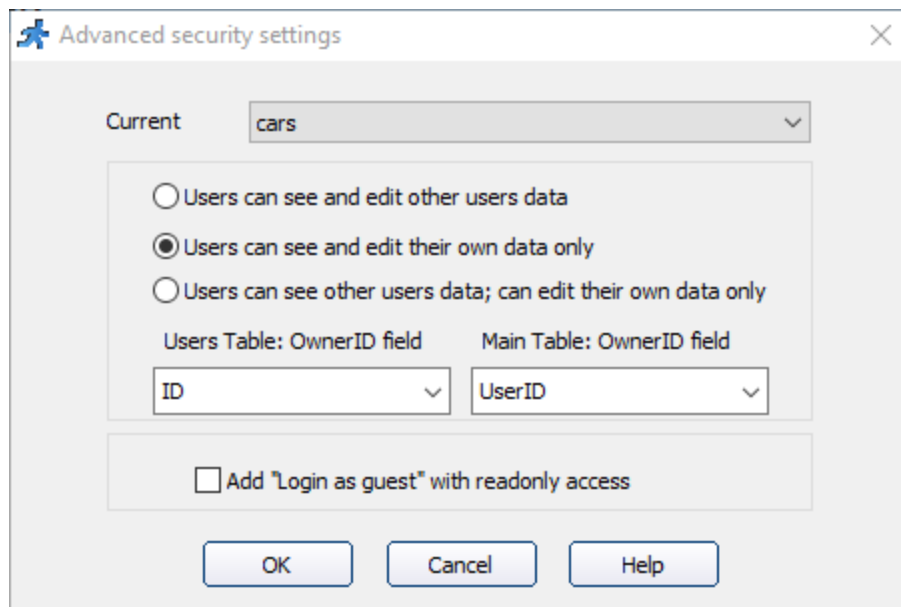 Advanced security settings
Current cars
Users can see and edit other users data
Users can see and edit their own data only
Users can see other users data; can edit their own data only
Users Table: OwnerID field Main Table: OwnerID field
ID UserID
Add "Login as guest" with readonly access
OK Cancel Help